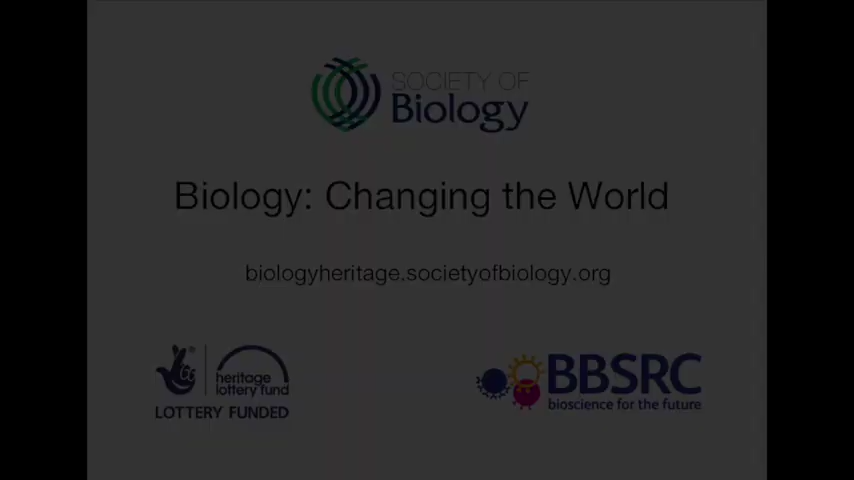 SOCIETY OF
Biology
Biology: Changing the World
biologyheritage.societyofbiology.org
heritage
lottery fund
LOTTERY FUNDED
BBSRC
bioscience for the future